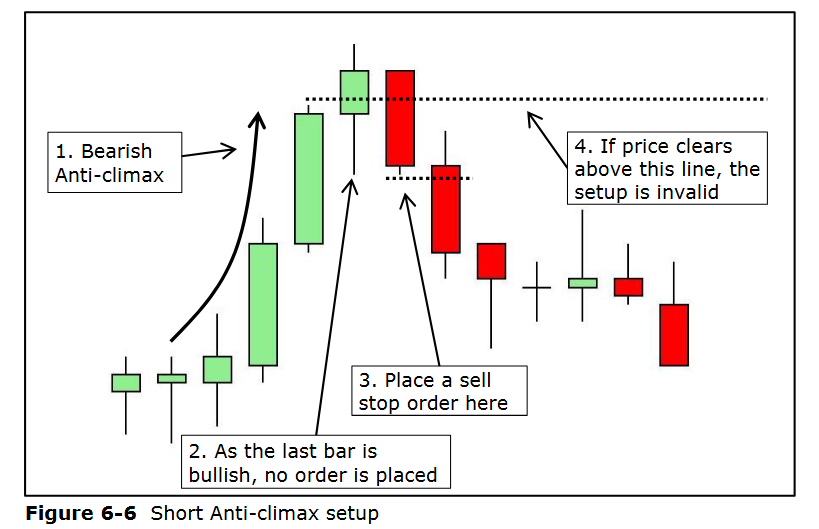 1. Bearish
Anti-climax
4. If price clears
above this line, the
setup is invalid
3. Place a sell
stop order here
2. As the last bar is
bullish, no order is placed
Figure 6-6  Short Anti-climax setup